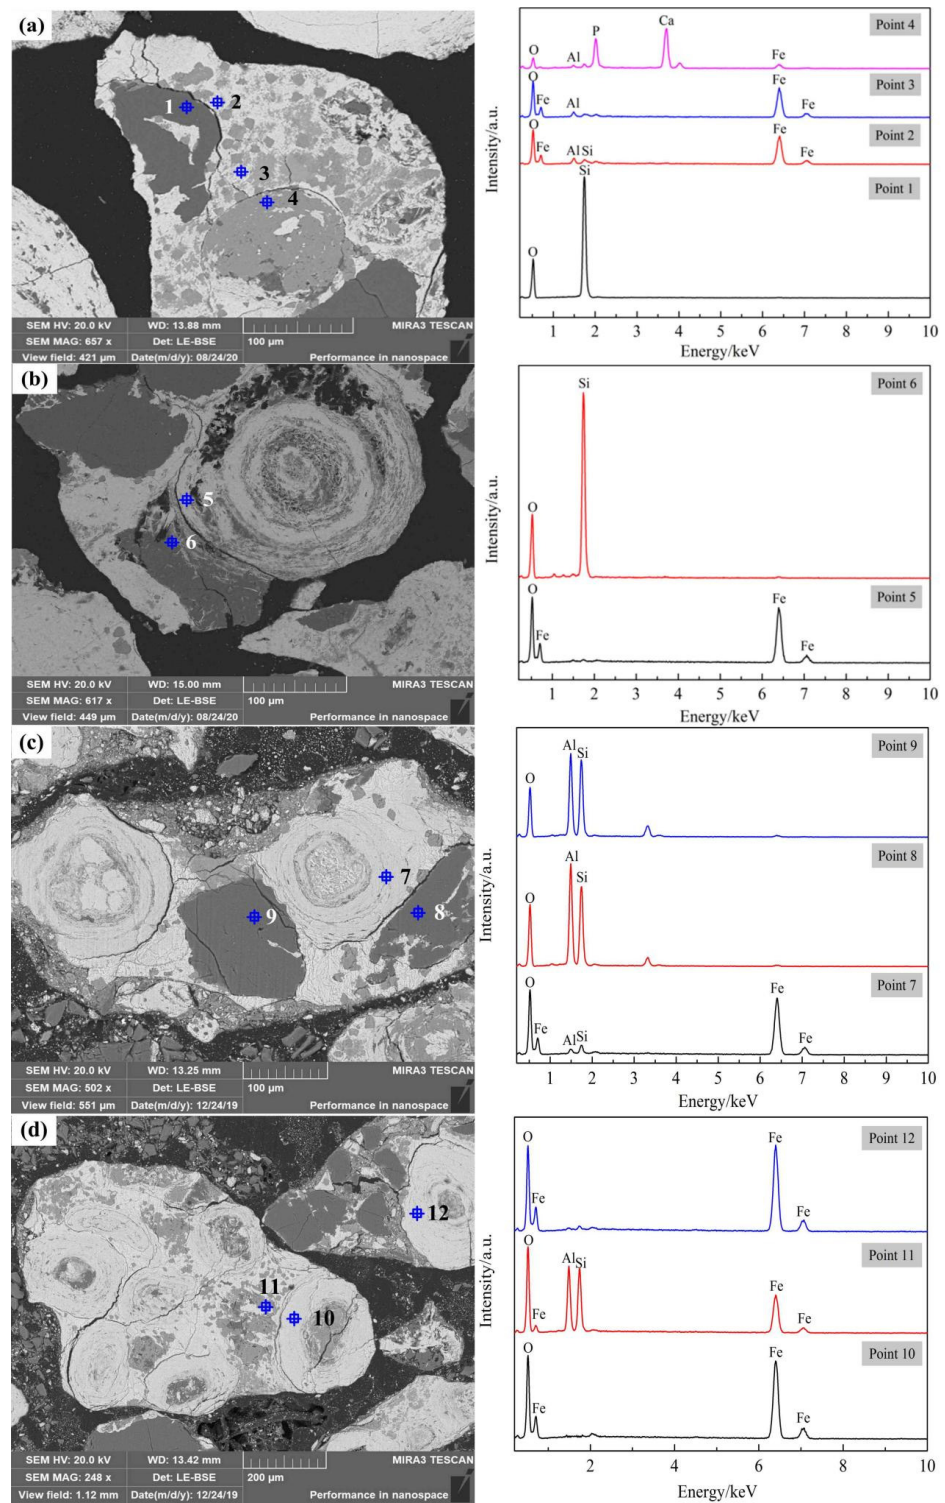 (a)
1
2
3
4
SEM HV: 20.0 kV WD: 13.88 mm MIRA3 TESCAN
SEM MAG: 657 x Det: LE-BSE 100 µm
View field: 421 µm Date(m/d/y): 08/24/20 Performance in nanospace
Point 4
O Al P Ca Fe
Point 3
O Fe Al Fe Fe
Point 2
O Fe Al Si Fe Fe
Point 1
O Si
Intensity/a.u.
1 2 3 4 5 6 7 8 9 10
Energy/keV
(b)
5
6
SEM HV: 20.0 kV WD: 15.00 mm MIRA3 TESCAN
SEM MAG: 617 x Det: LE-BSE 100 µm
View field: 449 µm Date(m/d/y): 08/24/20 Performance in nanospace
Point 6
O Si
Point 5
O Fe Fe Fe
Intensity/a.u.
1 2 3 4 5 6 7 8 9 10
Energy/keV
(c)
7
8
9
SEM HV: 20.0 kV WD: 13.25 mm MIRA3 TESCAN
SEM MAG: 502 x Det: LE-BSE 100 µm
View field: 551 µm Date(m/d/y): 12/24/19 Performance in nanospace
Point 9
O Al Si
Point 8
O Al Si
Point 7
O Fe Al Si Fe Fe
Intensity/a.u.
1 2 3 4 5 6 7 8 9 10
Energy/keV
(d)
12
11
10
SEM HV: 20.0 kV WD: 13.42 mm MIRA3 TESCAN
SEM MAG: 248 x Det: LE-BSE 200 µm
View field: 1.12 mm Date(m/d/y): 12/24/19 Performance in nanospace
Point 12
O Fe Fe Fe
Point 11
O Fe Al Si Fe Fe
Point 10
O Fe Fe Fe
Intensity/a.u.
2 4 6 8 10
Energy/keV